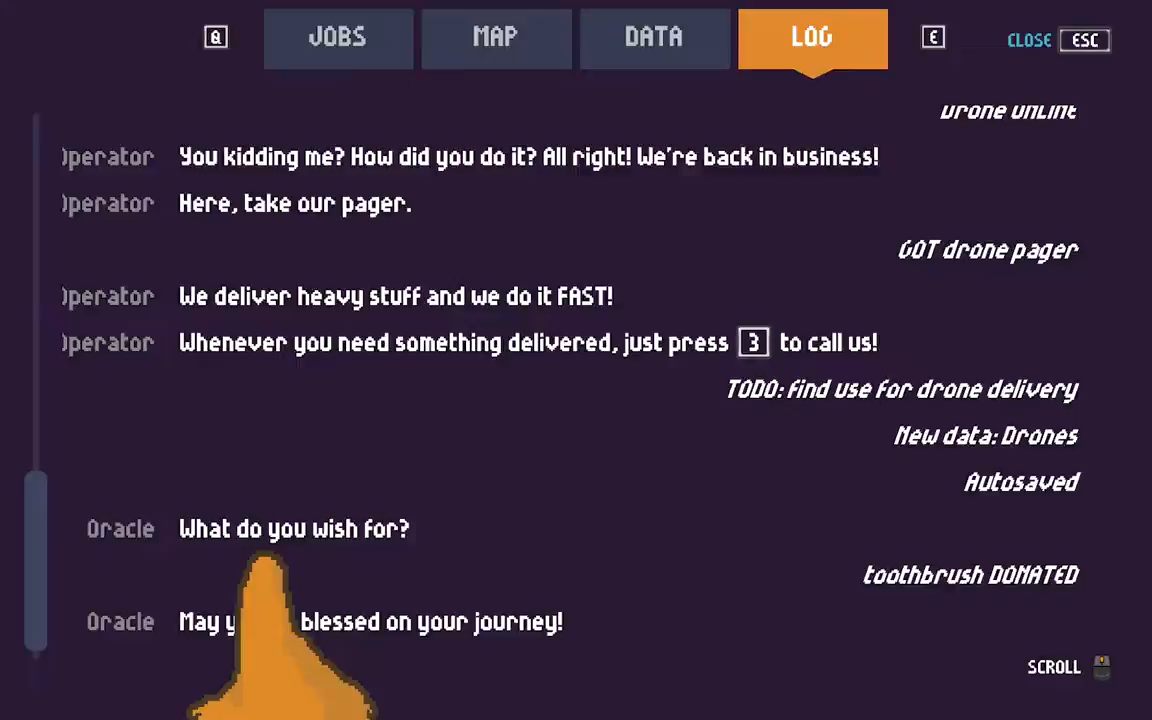 Q JOBS MAP DATA LOG E CLOSE ESC
Drone ONLINE
Operator You kidding me? How did you do it? All right! We're back in business!
Operator Here, take our pager.
GOT drone pager
Operator We deliver heavy stuff and we do it FAST!
Operator Whenever you need something delivered, just press 3 to call us!
TODO: find use for drone delivery
New data: Drones
Autosaved
Oracle What do you wish for?
toothbrush DONATED
Oracle May y blessed on your journey!
SCROLL